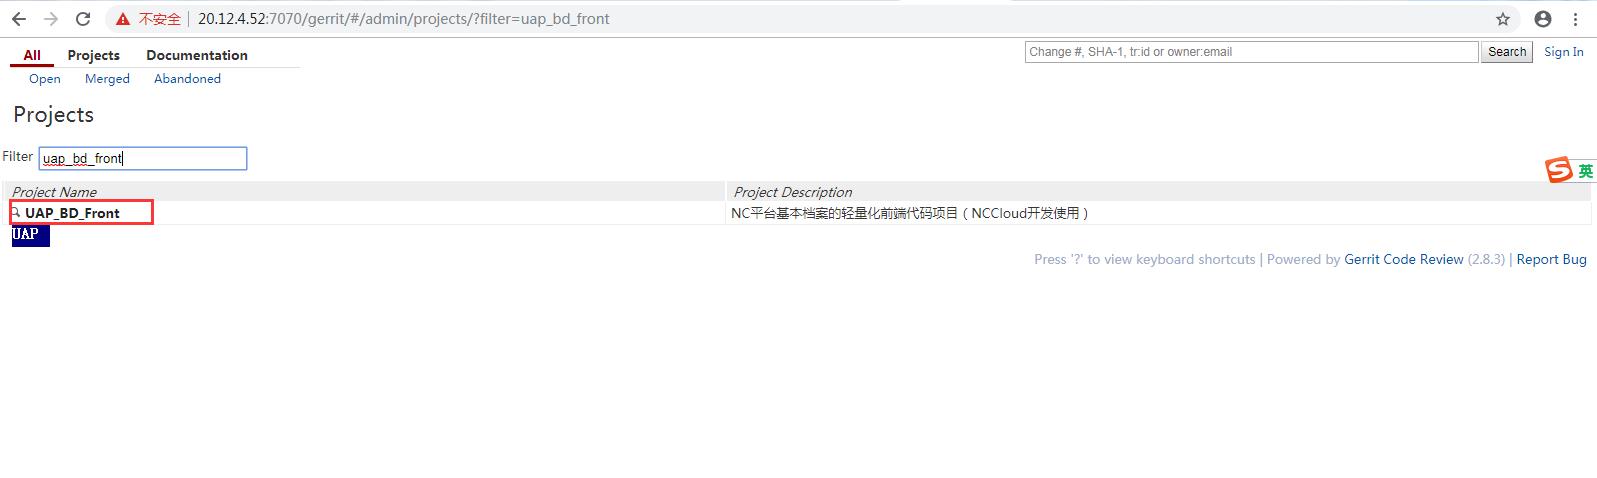 不安全 20.12.4.52:7070/gerrit/#/admin/projects/?filter=uap_bd_front
All Projects Documentation
Change #, SHA-1, tr:id or owner:email Search Sign In
Open Merged Abandoned
Projects
Filter uap_bd_front
S 英
Project Name Project Description
UAP_BD_Front NC平台基本档案的轻量化前端代码项目（NCCloud开发使用）
UAP
Press '?' to view keyboard shortcuts | Powered by Gerrit Code Review (2.8.3) | Report Bug